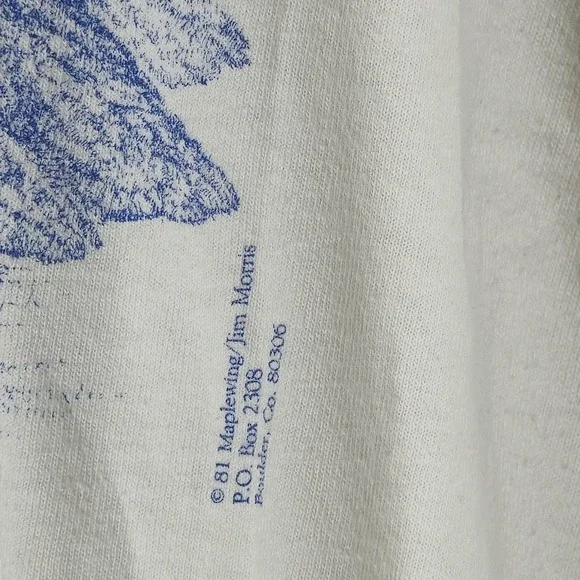 © 81 Maplewing/Jim Morris
P.O. Box 2308
Boulder, Co. 80306